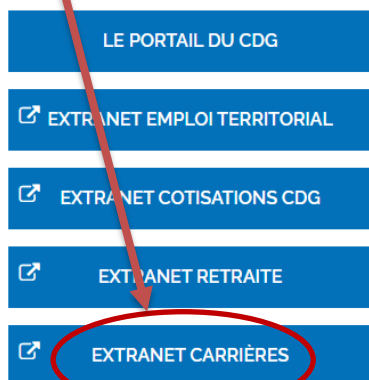 LE PORTAIL DU CDG
EXTRANET EMPLOI TERRITORIAL
EXTRANET COTISATIONS CDG
EXTRANET RETRAITE
EXTRANET CARRIÈRES